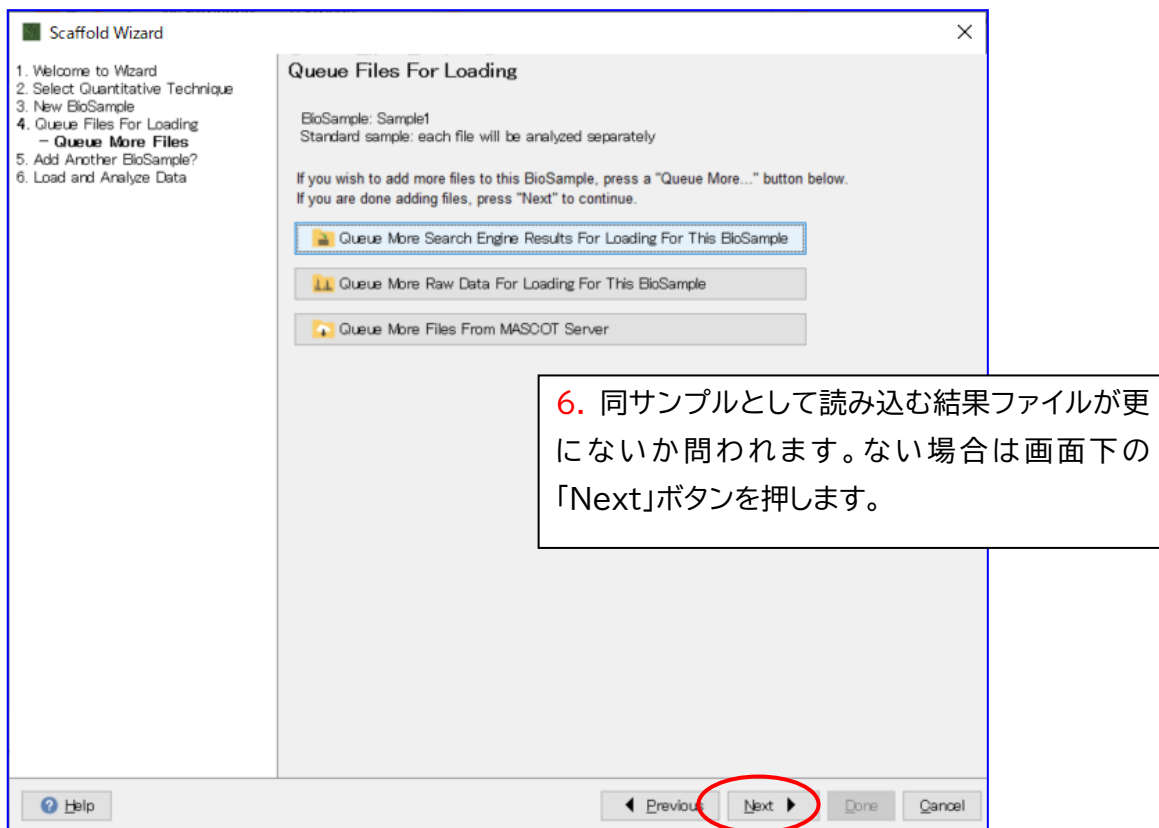 Scaffold Wizard
1. Welcome to Wizard
2. Select Quantitative Technique
3. New BioSample
4. Queue Files For Loading
– Queue More Files
5. Add Another BioSample?
6. Load and Analyze Data
Queue Files For Loading
BioSample: Sample1
Standard sample: each file will be analyzed separately
If you wish to add more files to this BioSample, press a "Queue More..." button below.
If you are done adding files, press "Next" to continue.
Queue More Search Engine Results For Loading For This BioSample
Queue More Raw Data For Loading For This BioSample
Queue More Files From MASCOT Server
6. 同サンプルとして読み込む結果ファイルが更
にないか問われます。ない場合は画面下の
「Next」ボタンを押します。
Help
Previous
Next
Done
Cancel